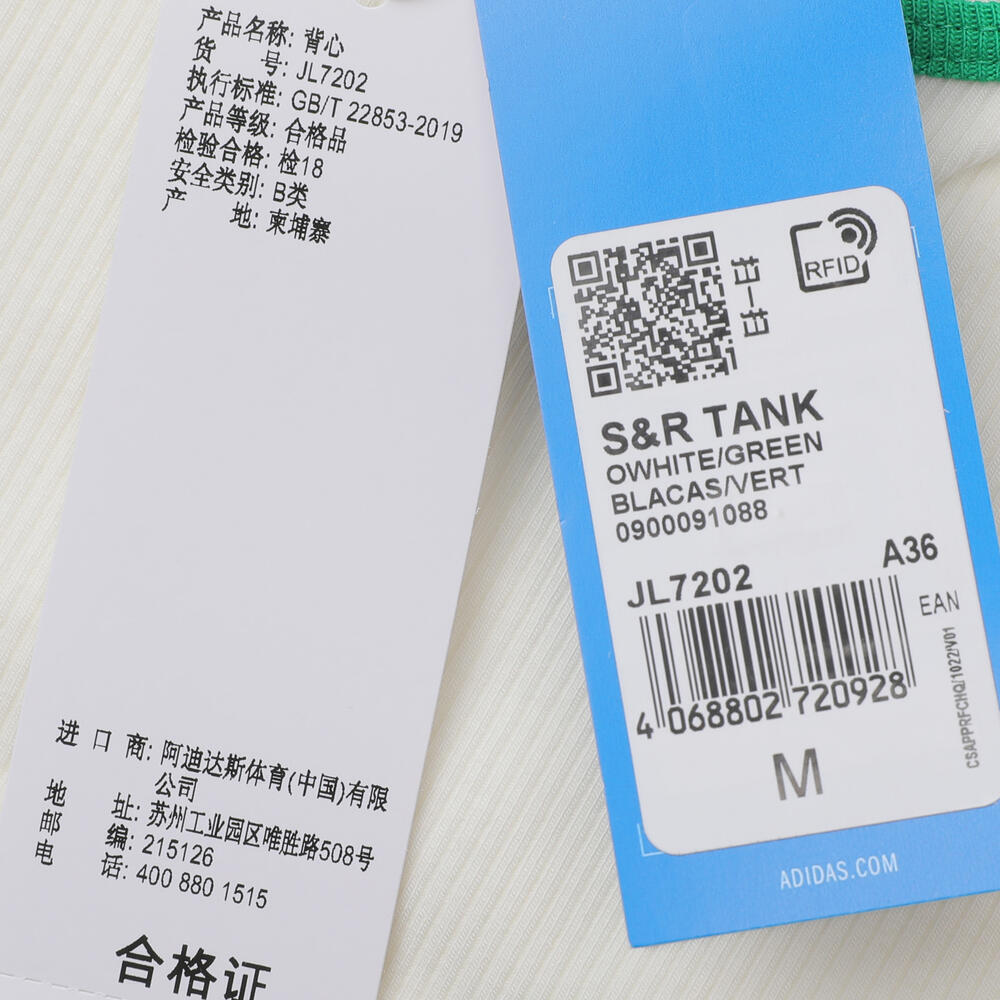 产品名称: 背心
货 号: JL7202
执行标准: GB/T 22853-2019
产品等级: 合格品
检验合格: 检18
安全类别: B类
产 地: 柬埔寨
进 口 商: 阿迪达斯体育(中国)有限
公司
地 址: 苏州工业园区唯胜路508号
邮 编: 215126
电 话: 400 880 1515
合格证
扫一扫
RFID
S&R TANK
OWHITE/GREEN
BLACAS/VERT
0900091088
JL7202 A36
EAN
4 068802 720928
CSAPPRFCHQ/1022/V01
M
ADIDAS.COM